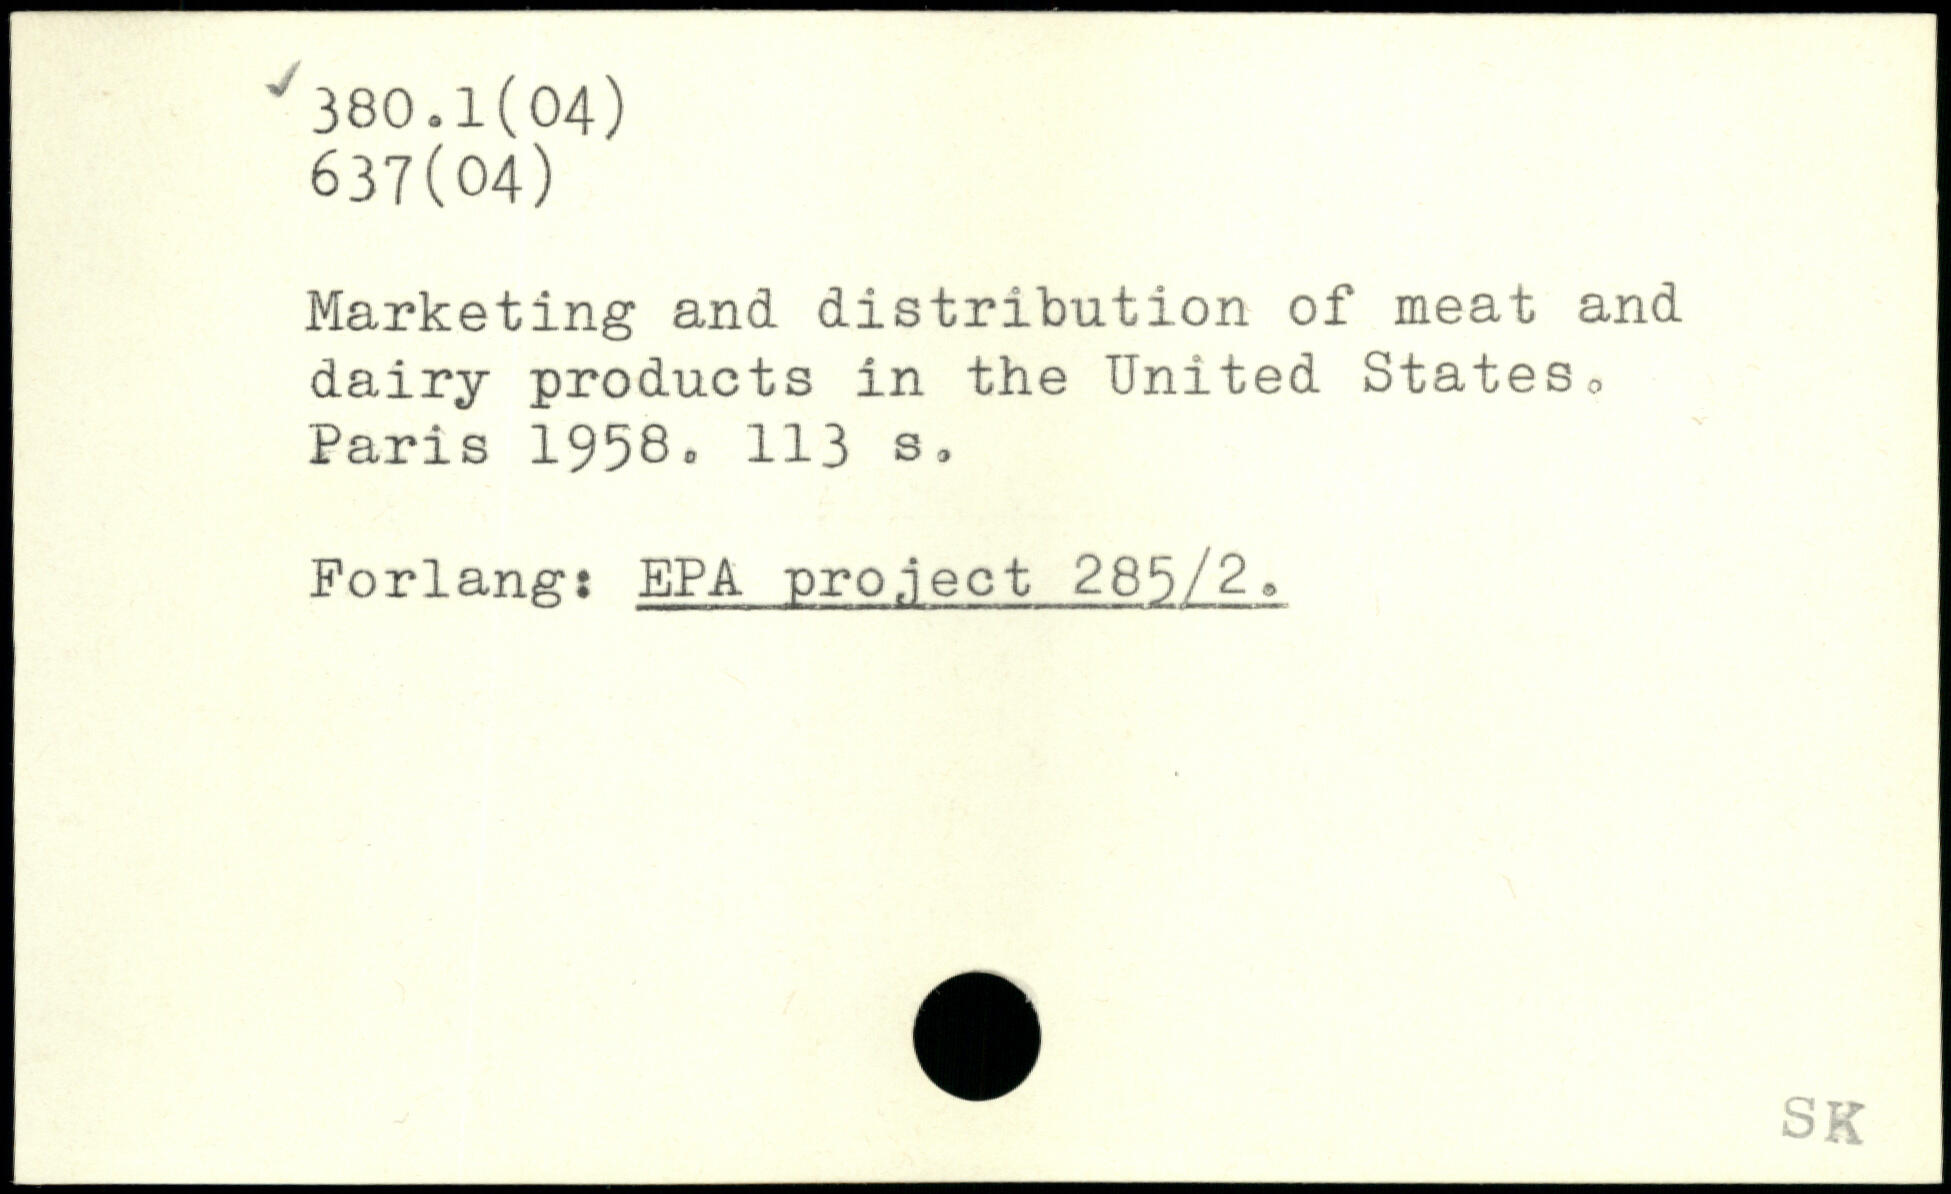 ✓ 380.1(04)
637(04)
Marketing and distribution of meat and
dairy products in the United States.
Paris 1958. 113 s.
Forlang: EPA project 285/2.
SK